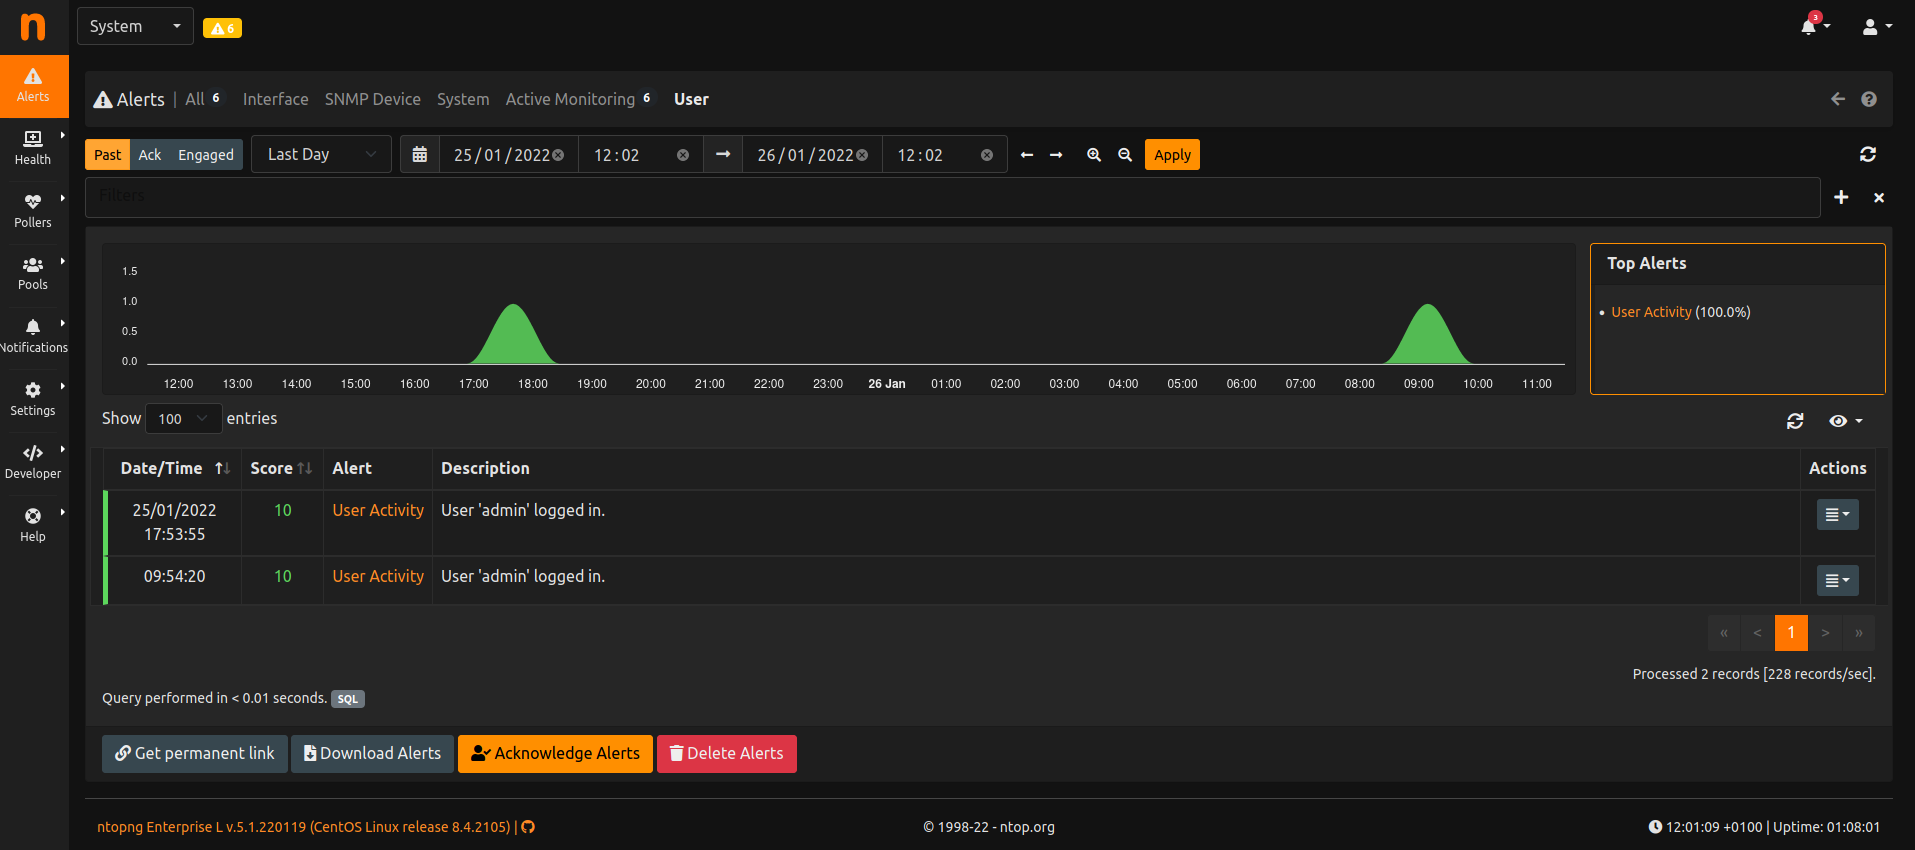 n
System
6
3
Alerts
Alerts | All 6 Interface SNMP Device System Active Monitoring 6 User
Past Ack Engaged Last Day 25/01/2022 12:02 → 26/01/2022 12:02 ← → Apply
Filters
Health
Pollers
Pools
Notifications
Settings
Developer
Help
1.5
1.0
0.5
0.0
12:00 13:00 14:00 15:00 16:00 17:00 18:00 19:00 20:00 21:00 22:00 23:00 26 Jan 01:00 02:00 03:00 04:00 05:00 06:00 07:00 08:00 09:00 10:00 11:00
Top Alerts
• User Activity (100.0%)
Show 100 entries
Date/Time Score Alert Description Actions
25/01/2022 17:53:55 10 User Activity User 'admin' logged in.
09:54:20 10 User Activity User 'admin' logged in.
« < 1 > »
Processed 2 records [228 records/sec].
Query performed in < 0.01 seconds. SQL
Get permanent link Download Alerts Acknowledge Alerts Delete Alerts
ntopng Enterprise L v.5.1.220119 (CentOS Linux release 8.4.2105) |
© 1998-22 - ntop.org
12:01:09 +0100 | Uptime: 01:08:01